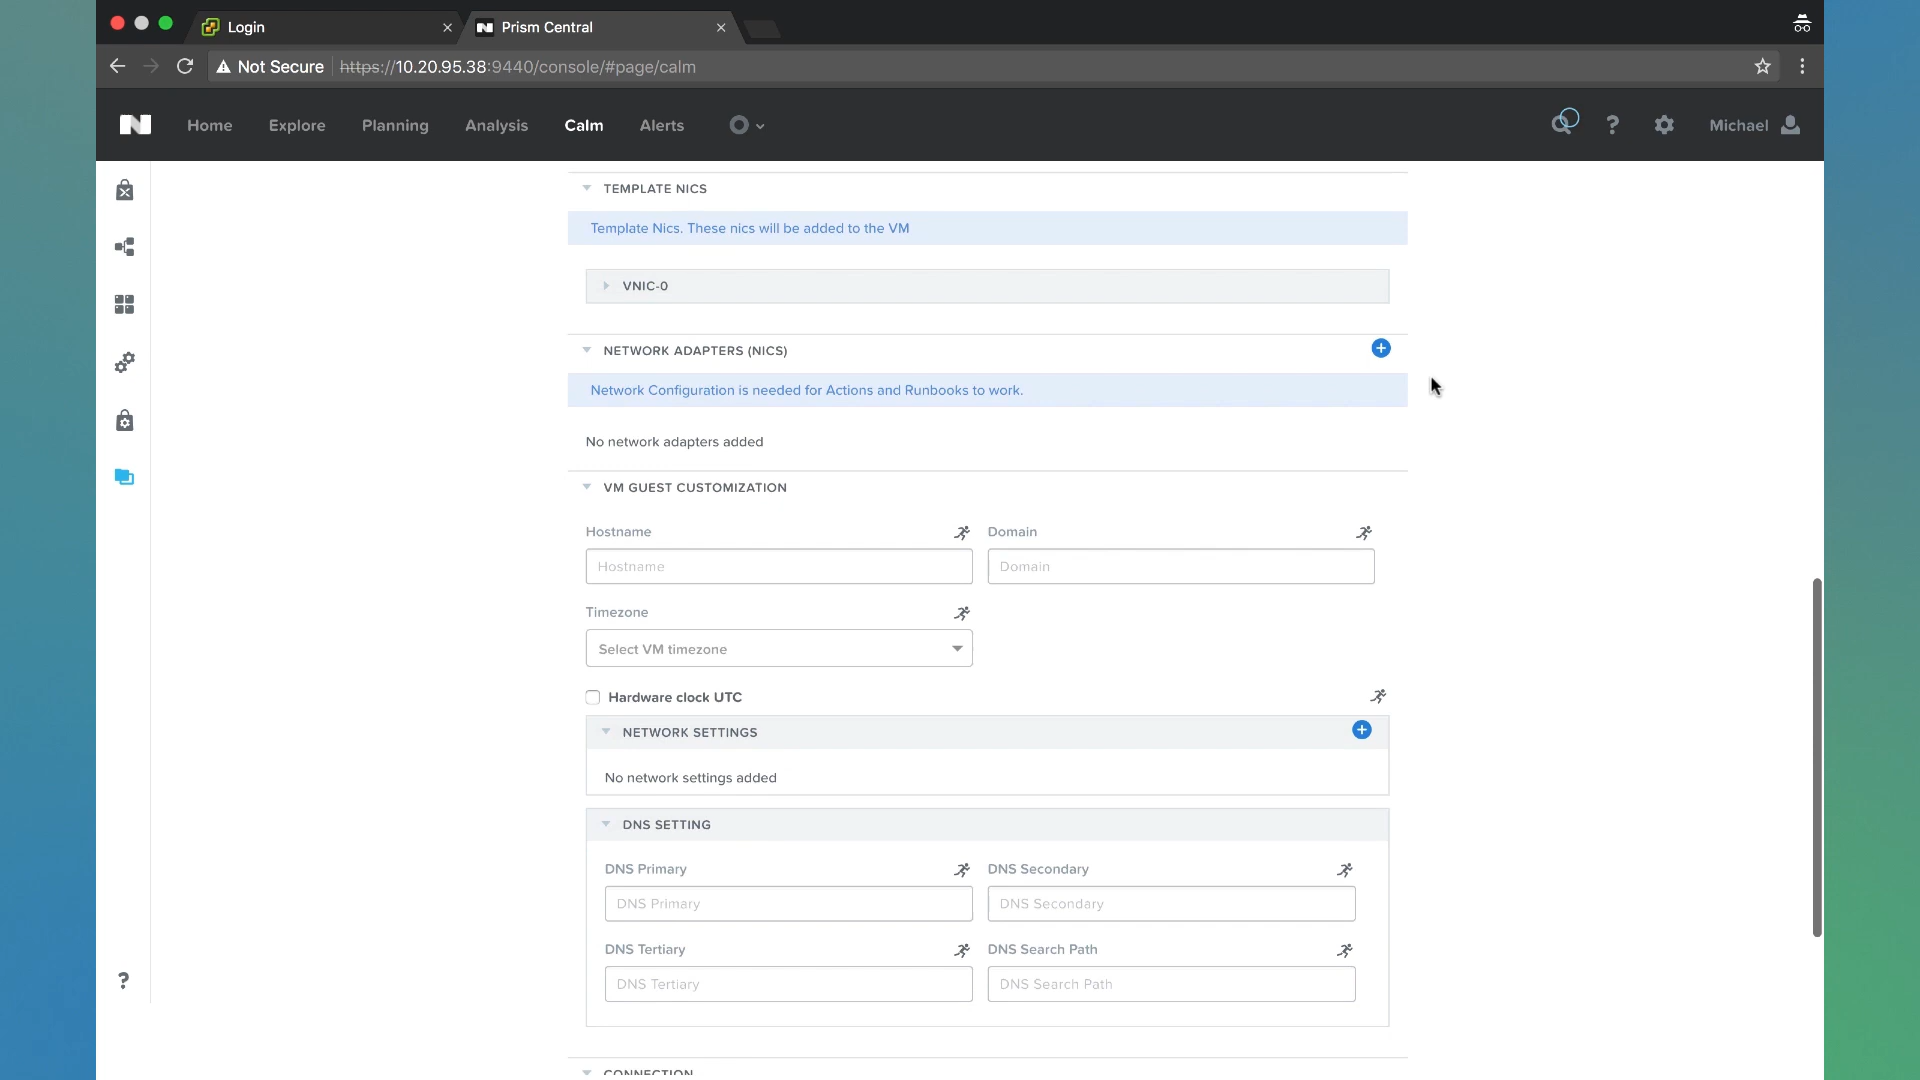 Login
Prism Central
Not Secure
https://10.20.95.38:9440/console/#page/calm
Home
Explore
Planning
Analysis
Calm
Alerts
?
Michael
TEMPLATE NICS
Template Nics. These nics will be added to the VM
VNIC-0
NETWORK ADAPTERS (NICS)
Network Configuration is needed for Actions and Runbooks to work.
No network adapters added
VM GUEST CUSTOMIZATION
Hostname
Domain
Hostname
Domain
Timezone
Select VM timezone
Hardware clock UTC
NETWORK SETTINGS
No network settings added
DNS SETTING
DNS Primary
DNS Secondary
DNS Primary
DNS Secondary
DNS Tertiary
DNS Search Path
DNS Tertiary
DNS Search Path
?
CONNECTION